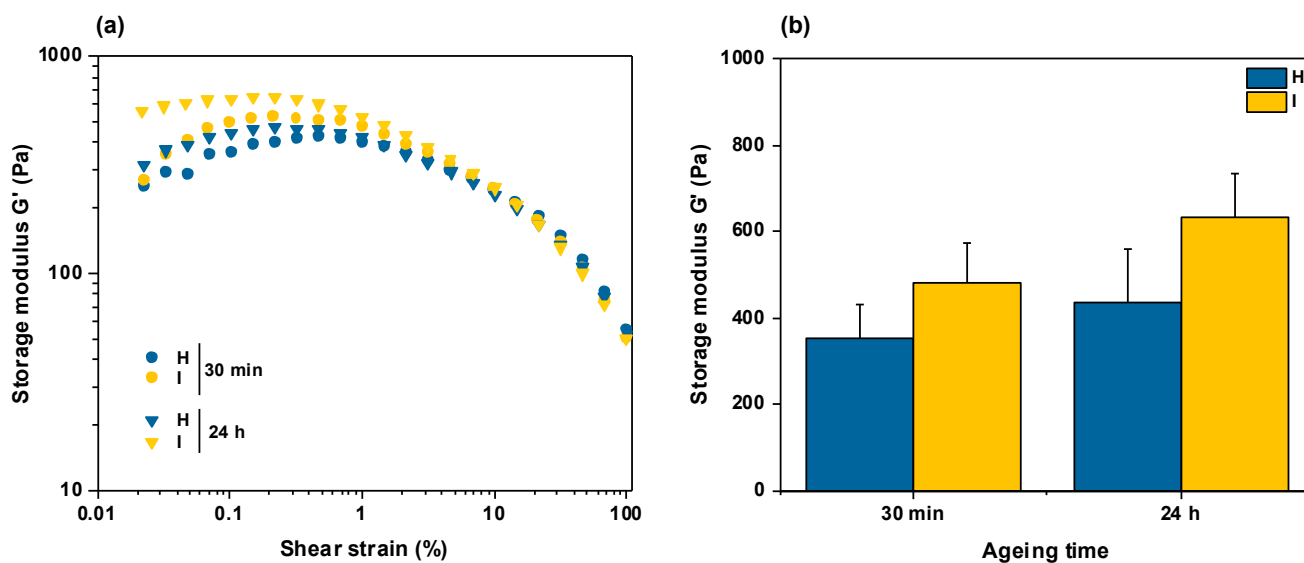 (a)
1000
100
10
Storage modulus G' (Pa)
H
I
30 min
H
I
24 h
0.01
0.1
1
10
100
Shear strain (%)
(b)
1000
800
600
400
200
0
Storage modulus G' (Pa)
H
I
30 min
24 h
Ageing time